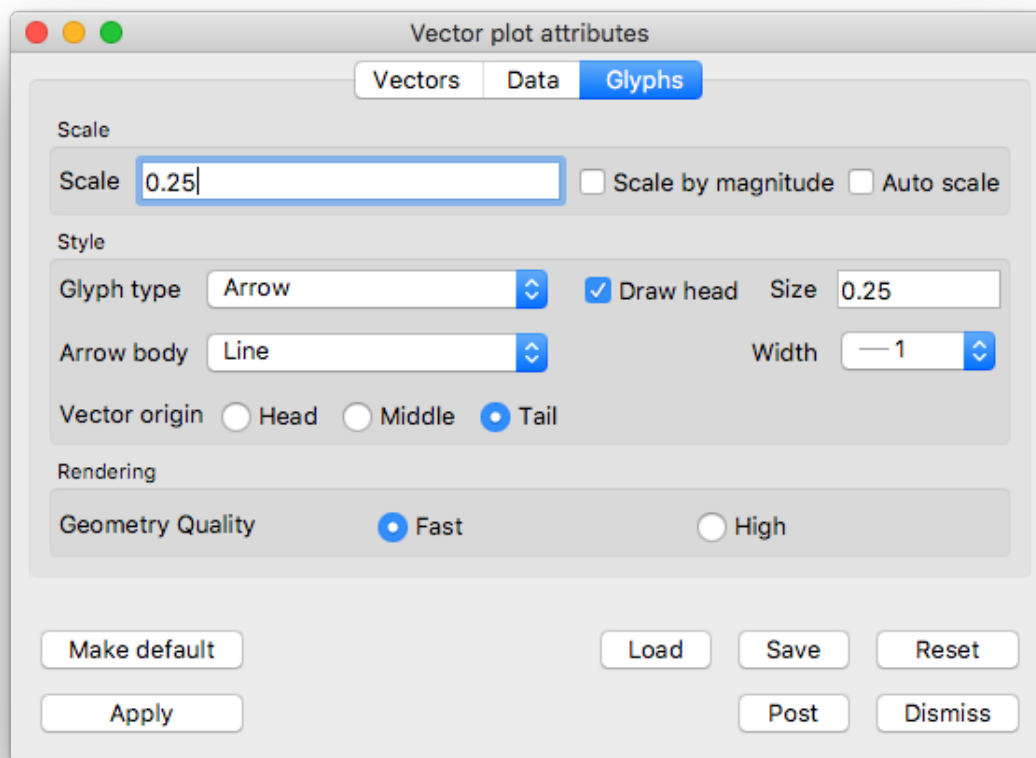 Vector plot attributes
Vectors Data Glyphs
Scale
Scale 0.25 Scale by magnitude Auto scale
Style
Glyph type Arrow Draw head Size 0.25
Arrow body Line Width 1
Vector origin Head Middle Tail
Rendering
Geometry Quality Fast High
Make default Load Save Reset
Apply Post Dismiss